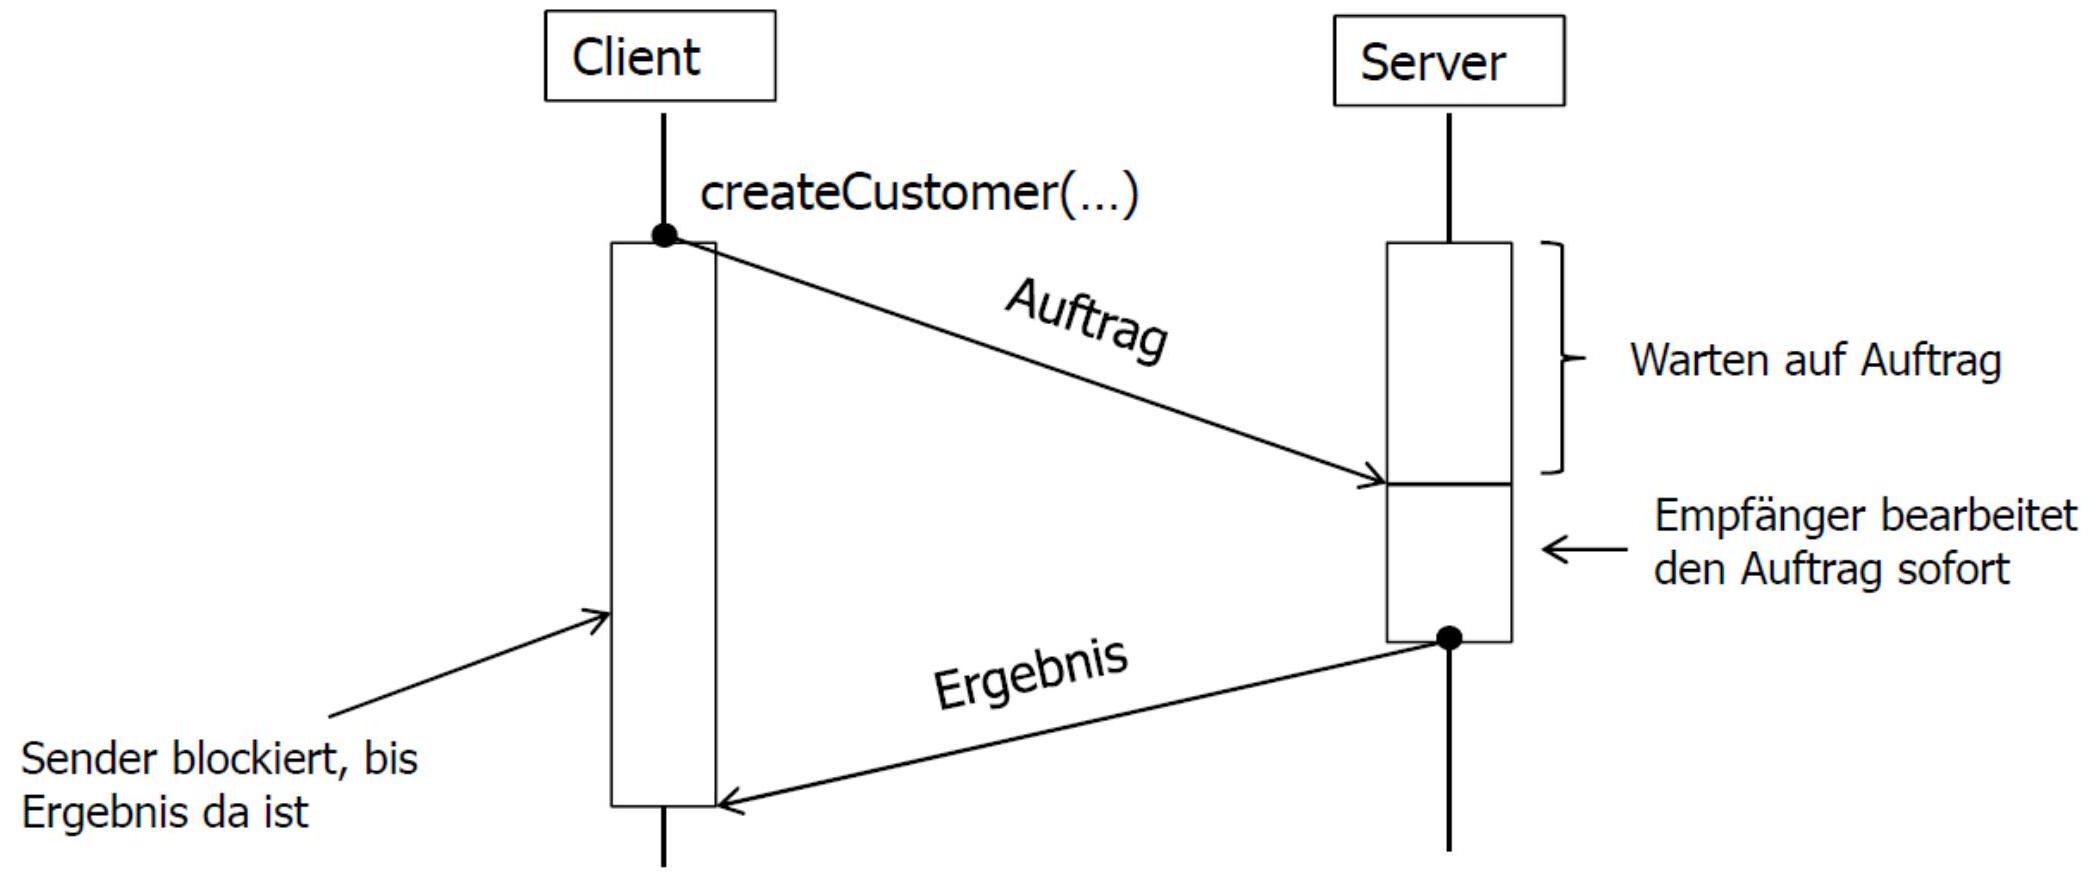 Client
Server
createCustomer(...)
Auftrag
Warten auf Auftrag
Empfänger bearbeitet
den Auftrag sofort
Ergebnis
Sender blockiert, bis
Ergebnis da ist